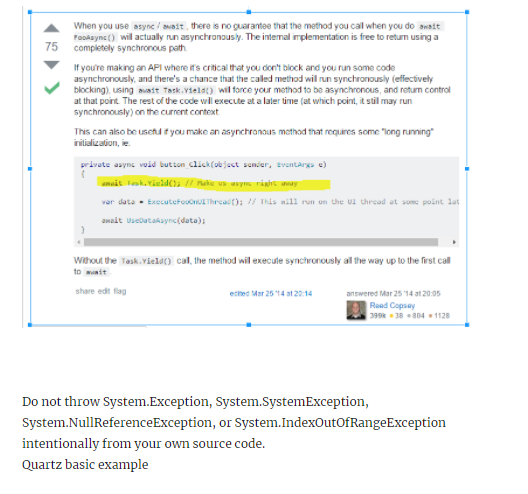 When you use async / await, there is no guarantee that the method you call when you do await
FooAsync() will actually run asynchronously. The internal implementation is free to return using a
completely synchronous path.
75
If you're making an API where it's critical that you don't block and you run some code
asynchronously, and there's a chance that the called method will run synchronously (effectively
blocking), using await Task.Yield() will force your method to be asynchronous, and return control
at that point. The rest of the code will execute at a later time (at which point, it still may run
synchronously) on the current context.
This can also be useful if you make an asynchronous method that requires some "long running"
initialization, ie:
private async void button_Click(object sender, EventArgs e)
{
await Task.Yield(); // Make us async right away
var data = ExecuteFooOnUIThread(); // This will run on the UI thread at some point lat
await UseDataAsync(data);
}
Without the Task.Yield() call, the method will execute synchronously all the way up to the first call
to await.
share edit flag
edited Mar 25 '14 at 20:14
answered Mar 25 '14 at 20:05
Reed Copsey
399k 38 804 1128
Do not throw System.Exception, System.SystemException,
System.NullReferenceException, or System.IndexOutOfRangeException
intentionally from your own source code.
Quartz basic example